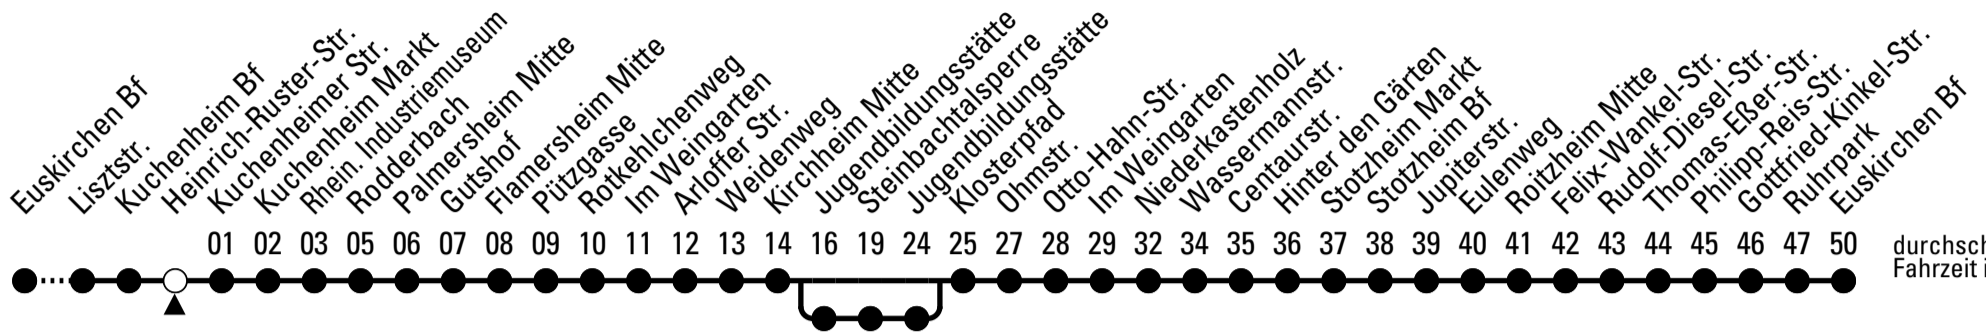 Euskirchen Bf
Lisztstr.
Kuchenheim Bf
Heinrich-Ruster-Str.
Kuchenheimer Str.
Kuchenheim Markt
Rhein. Industriemuseum
Rodderbach
Palmersheim Mitte
Gutshof
Flamersheim Mitte
Pützgasse
Rotkehlchenweg
Im Weingarten
Arloffer Str.
Weidenweg
Kirchheim Mitte
Jugendbildungsstätte
Steinbachtalsperre
Jugendbildungsstätte
Klosterpfad
Ohmstr.
Otto-Hahn-Str.
Im Weingarten
Niederkastenholz
Wassermannstr.
Centaurstr.
Hinter den Gärten
Stotzheim Markt
Stotzheim Bf
Jupiterstr.
Eulenweg
Roitzheim Mitte
Felix-Wankel-Str.
Rudolf-Diesel-Str.
Thomas-Eßer-Str.
Philipp-Reis-Str.
Gottfried-Kinkel-Str.
Ruhrpark
Euskirchen Bf
01 02 03 05 06 07 08 09 10 11 12 13 14 16 19 24 25 27 28 29 32 34 35 36 37 38 39 40 41 42 43 44 45 46 47 50
durchsch
Fahrzeit i